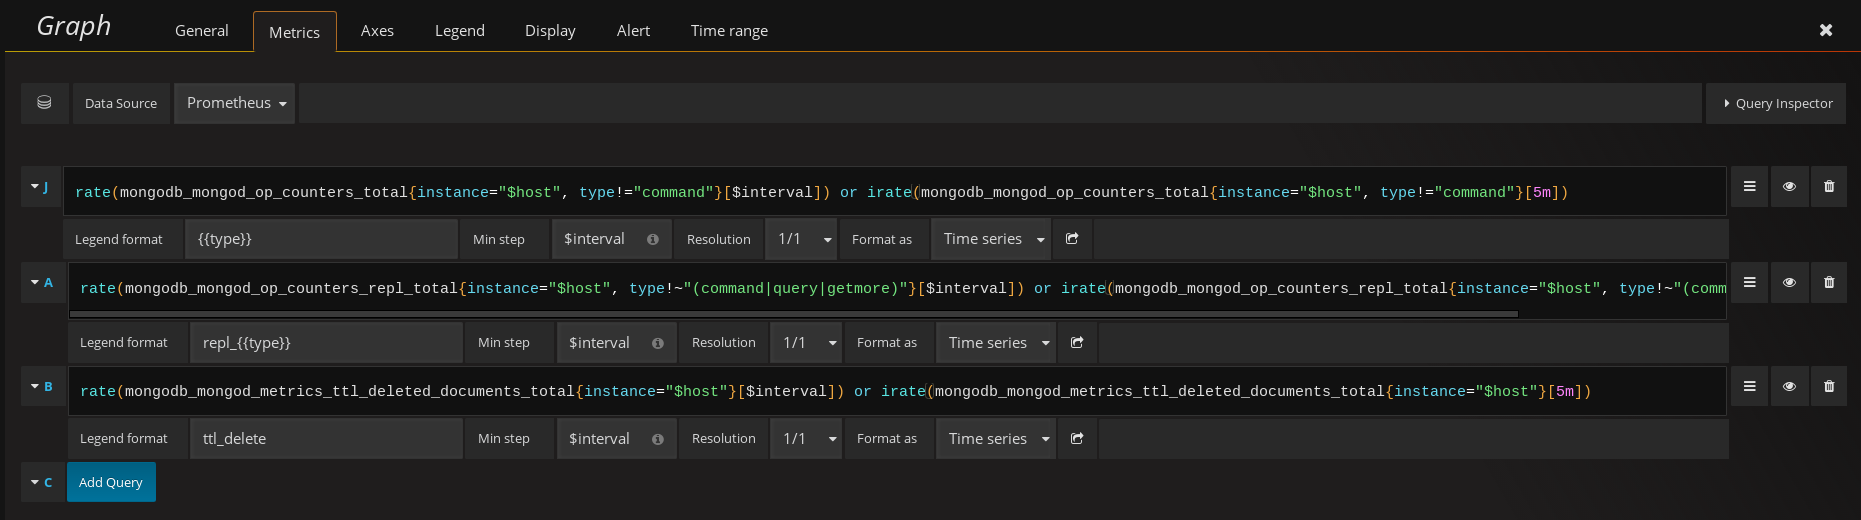 Graph General Metrics Axes Legend Display Alert Time range
Data Source Prometheus Query Inspector
J rate(mongodb_mongod_op_counters_total{instance="$host", type!="command"}[$interval]) or irate(mongodb_mongod_op_counters_total{instance="$host", type!="command"}[5m])
Legend format {{type}} Min step $interval Resolution 1/1 Format as Time series
A rate(mongodb_mongod_op_counters_repl_total{instance="$host", type!~"(command|query|getmore)"}[$interval]) or irate(mongodb_mongod_op_counters_repl_total{instance="$host", type!~"(comm
Legend format repl_{{type}} Min step $interval Resolution 1/1 Format as Time series
B rate(mongodb_mongod_metrics_ttl_deleted_documents_total{instance="$host"}[$interval]) or irate(mongodb_mongod_metrics_ttl_deleted_documents_total{instance="$host"}[5m])
Legend format ttl_delete Min step $interval Resolution 1/1 Format as Time series
C Add Query